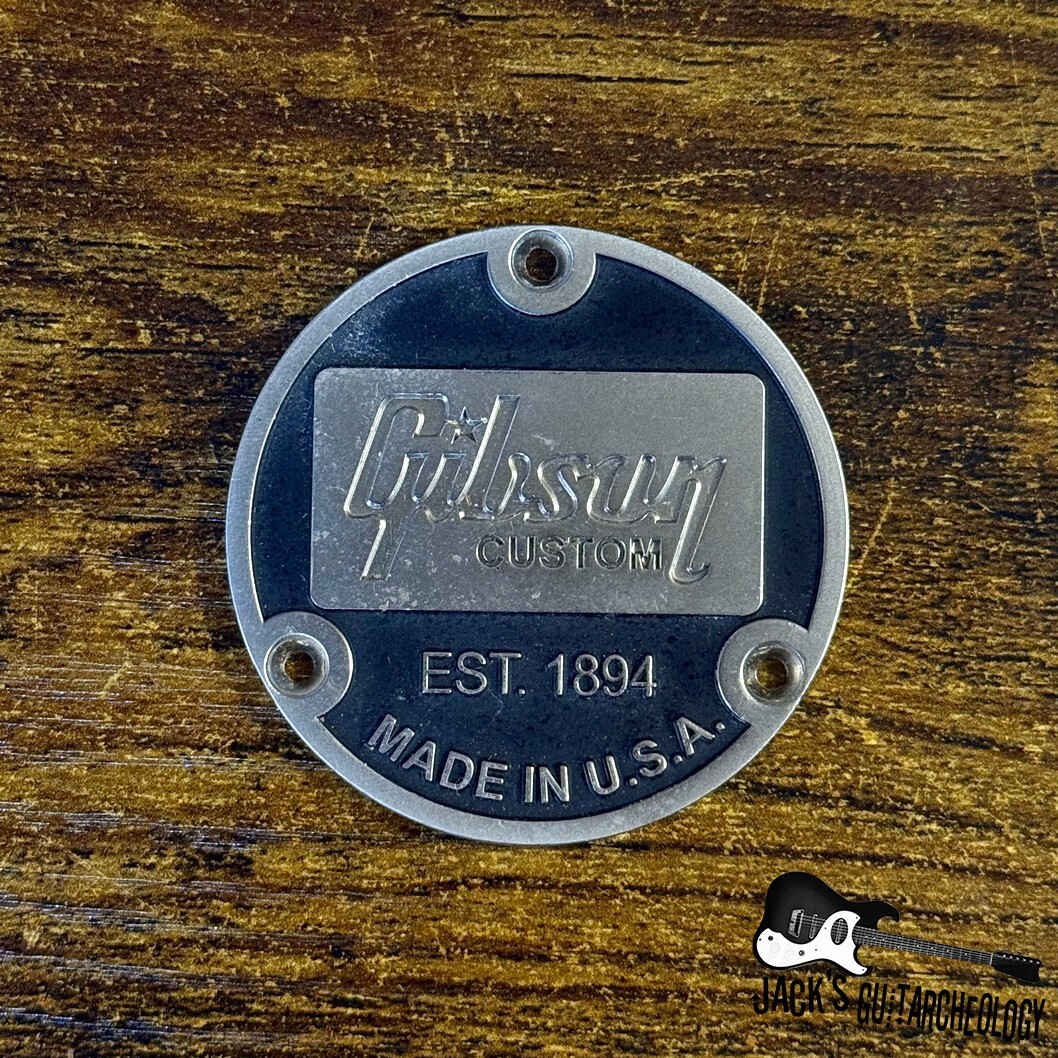 Gibson
CUSTOM
EST. 1894
MADE IN U.S.A.
JACK'S GUITARCHEOLOGY